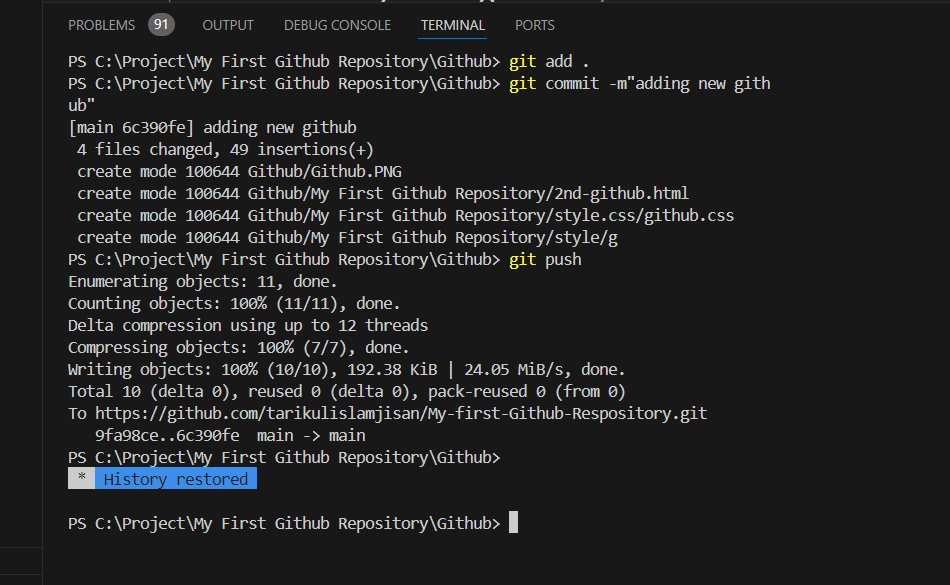 PROBLEMS 91 OUTPUT DEBUG CONSOLE TERMINAL PORTS
PS C:\Project\My First Github Repository\Github> git add .
PS C:\Project\My First Github Repository\Github> git commit -m"adding new gith
ub"
[main 6c390fe] adding new github
 4 files changed, 49 insertions(+)
 create mode 100644 Github/Github.PNG
 create mode 100644 Github/My First Github Repository/2nd-github.html
 create mode 100644 Github/My First Github Repository/style.css/github.css
 create mode 100644 Github/My First Github Repository/style/g
PS C:\Project\My First Github Repository\Github> git push
Enumerating objects: 11, done.
Counting objects: 100% (11/11), done.
Delta compression using up to 12 threads
Compressing objects: 100% (7/7), done.
Writing objects: 100% (10/10), 192.38 KiB | 24.05 MiB/s, done.
Total 10 (delta 0), reused 0 (delta 0), pack-reused 0 (from 0)
To https://github.com/tarikulislamjisan/My-first-Github-Respository.git
   9fa98ce..6c390fe  main -> main
PS C:\Project\My First Github Repository\Github>
 *  History restored
PS C:\Project\My First Github Repository\Github>